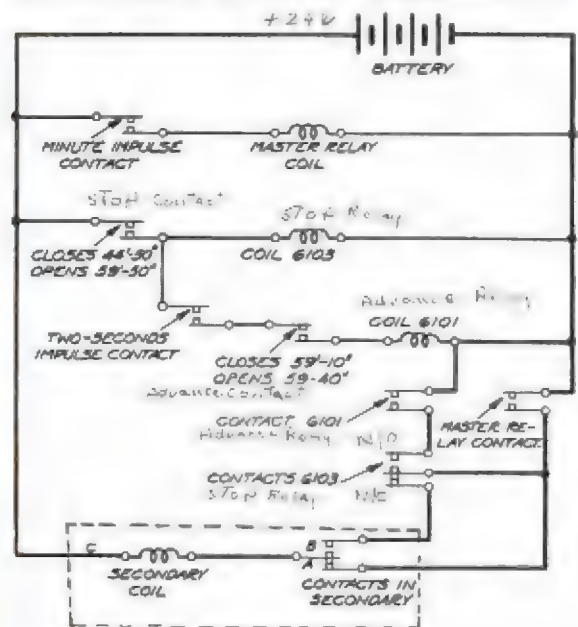 + 24V
BATTERY
MINUTE IMPULSE
CONTACT
MASTER RELAY
COIL
Stop Contact
Stop Relay
CLOSES 44'-50"
OPENS 59'-50"
COIL 6103
Advance Relay
COIL 6101
TWO-SECONDS
IMPULSE CONTACT
CLOSES 59'-10"
OPENS 59-40"
Advance Contact
CONTACT 6101
Advance Relay N/O
MASTER RE-
LAY CONTACT
CONTACTS 6103
Stop Relay N/C
C
B
A
SECONDARY
COIL
CONTACTS IN
SECONDARY